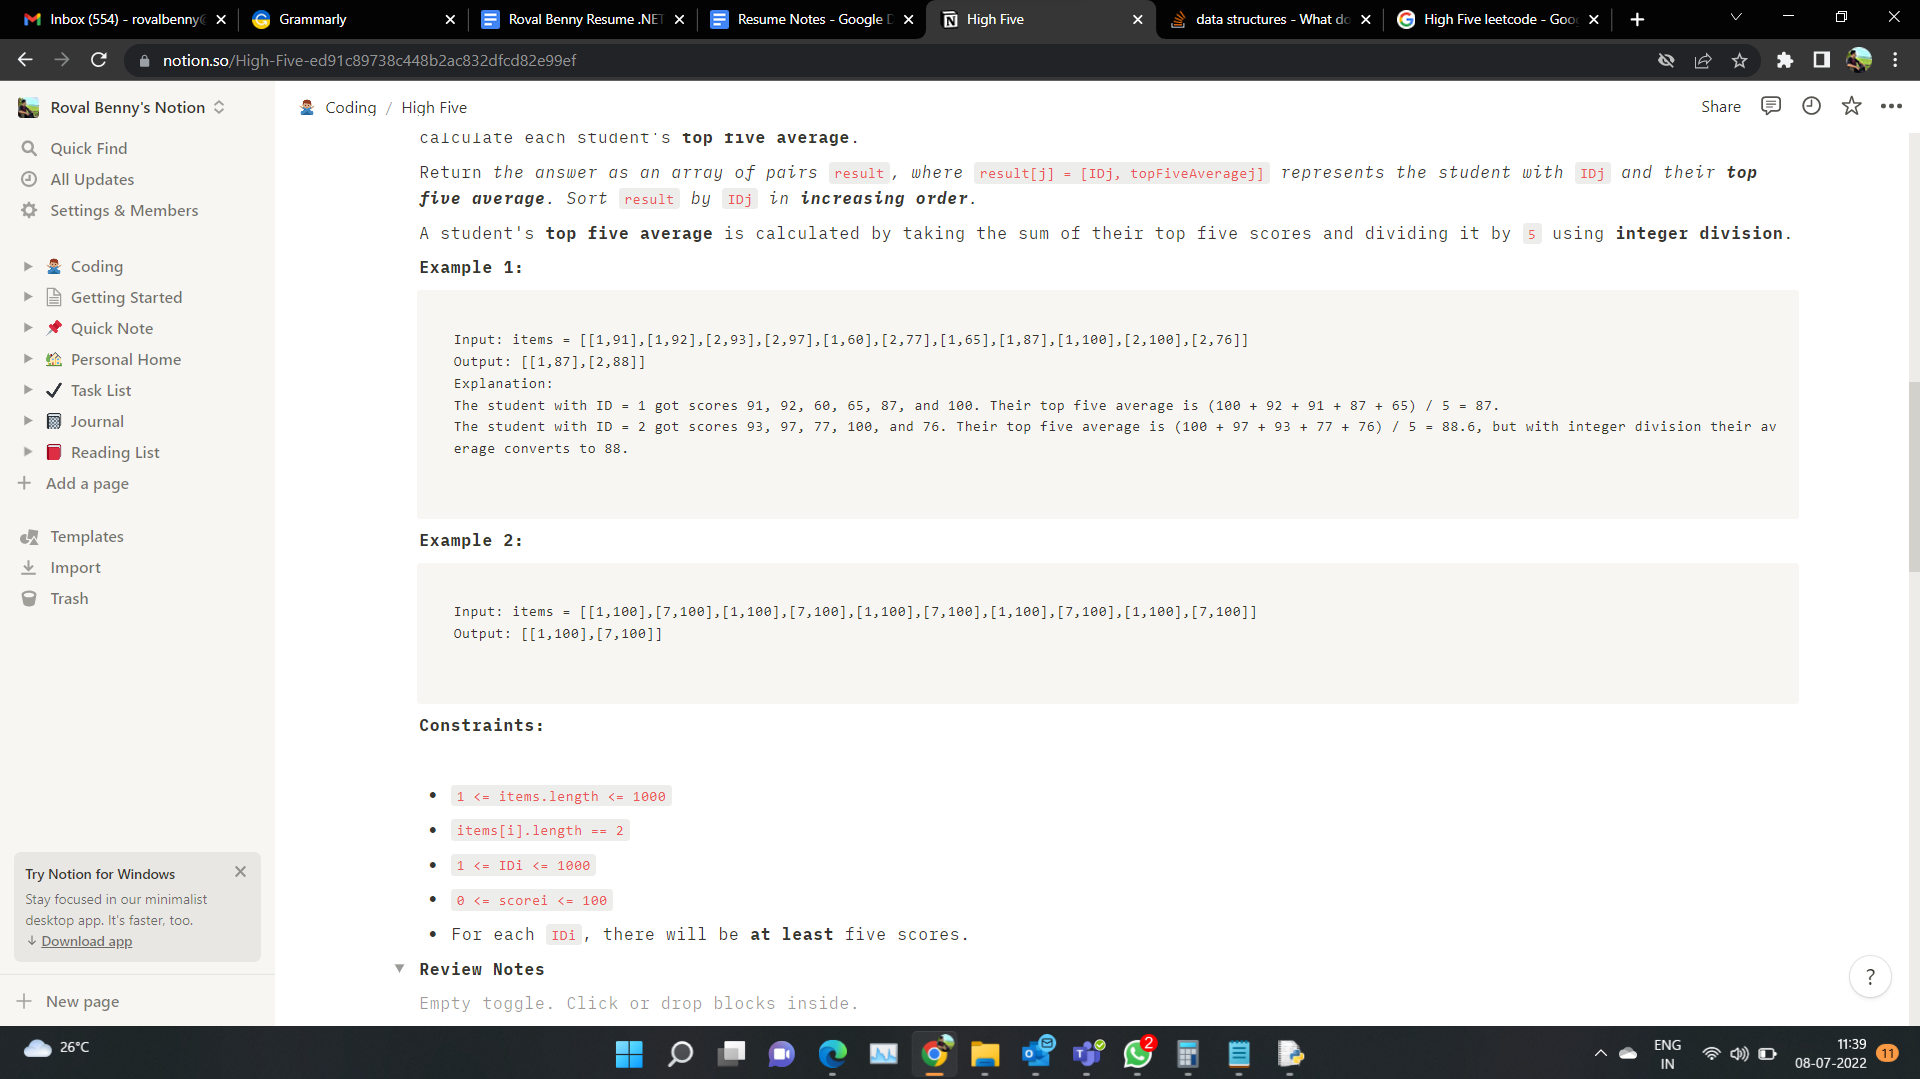 Inbox (554) - rovalbenny@
Grammarly
Roval Benny Resume .NET
Resume Notes - Google D
High Five
data structures - What do
High Five leetcode - Goog
notion.so/High-Five-ed91c89738c448b2ac832dfcd82e99ef
Roval Benny's Notion
Coding / High Five
Share
Quick Find
All Updates
Settings & Members
Coding
Getting Started
Quick Note
Personal Home
Task List
Journal
Reading List
Add a page
Templates
Import
Trash
Try Notion for Windows
Stay focused in our minimalist
desktop app. It's faster, too.
Download app
New page
calculate each student's top five average.
Return the answer as an array of pairs result, where result[j] = [IDj, topFiveAveragej] represents the student with IDj and their top
five average. Sort result by IDj in increasing order.
A student's top five average is calculated by taking the sum of their top five scores and dividing it by 5 using integer division.
Example 1:
Input: items = [[1,91],[1,92],[2,93],[2,97],[1,60],[2,77],[1,65],[1,87],[1,100],[2,100],[2,76]]
Output: [[1,87],[2,88]]
Explanation:
The student with ID = 1 got scores 91, 92, 60, 65, 87, and 100. Their top five average is (100 + 92 + 91 + 87 + 65) / 5 = 87.
The student with ID = 2 got scores 93, 97, 77, 100, and 76. Their top five average is (100 + 97 + 93 + 77 + 76) / 5 = 88.6, but with integer division their av
erage converts to 88.
Example 2:
Input: items = [[1,100],[7,100],[1,100],[7,100],[1,100],[7,100],[1,100],[7,100],[1,100],[7,100]]
Output: [[1,100],[7,100]]
Constraints:
• 1 <= items.length <= 1000
• items[i].length == 2
• 1 <= IDi <= 1000
• 0 <= scorei <= 100
• For each IDi, there will be at least five scores.
Review Notes
Empty toggle. Click or drop blocks inside.
?
26°C
2
ENG
IN
11:39
08-07-2022
11